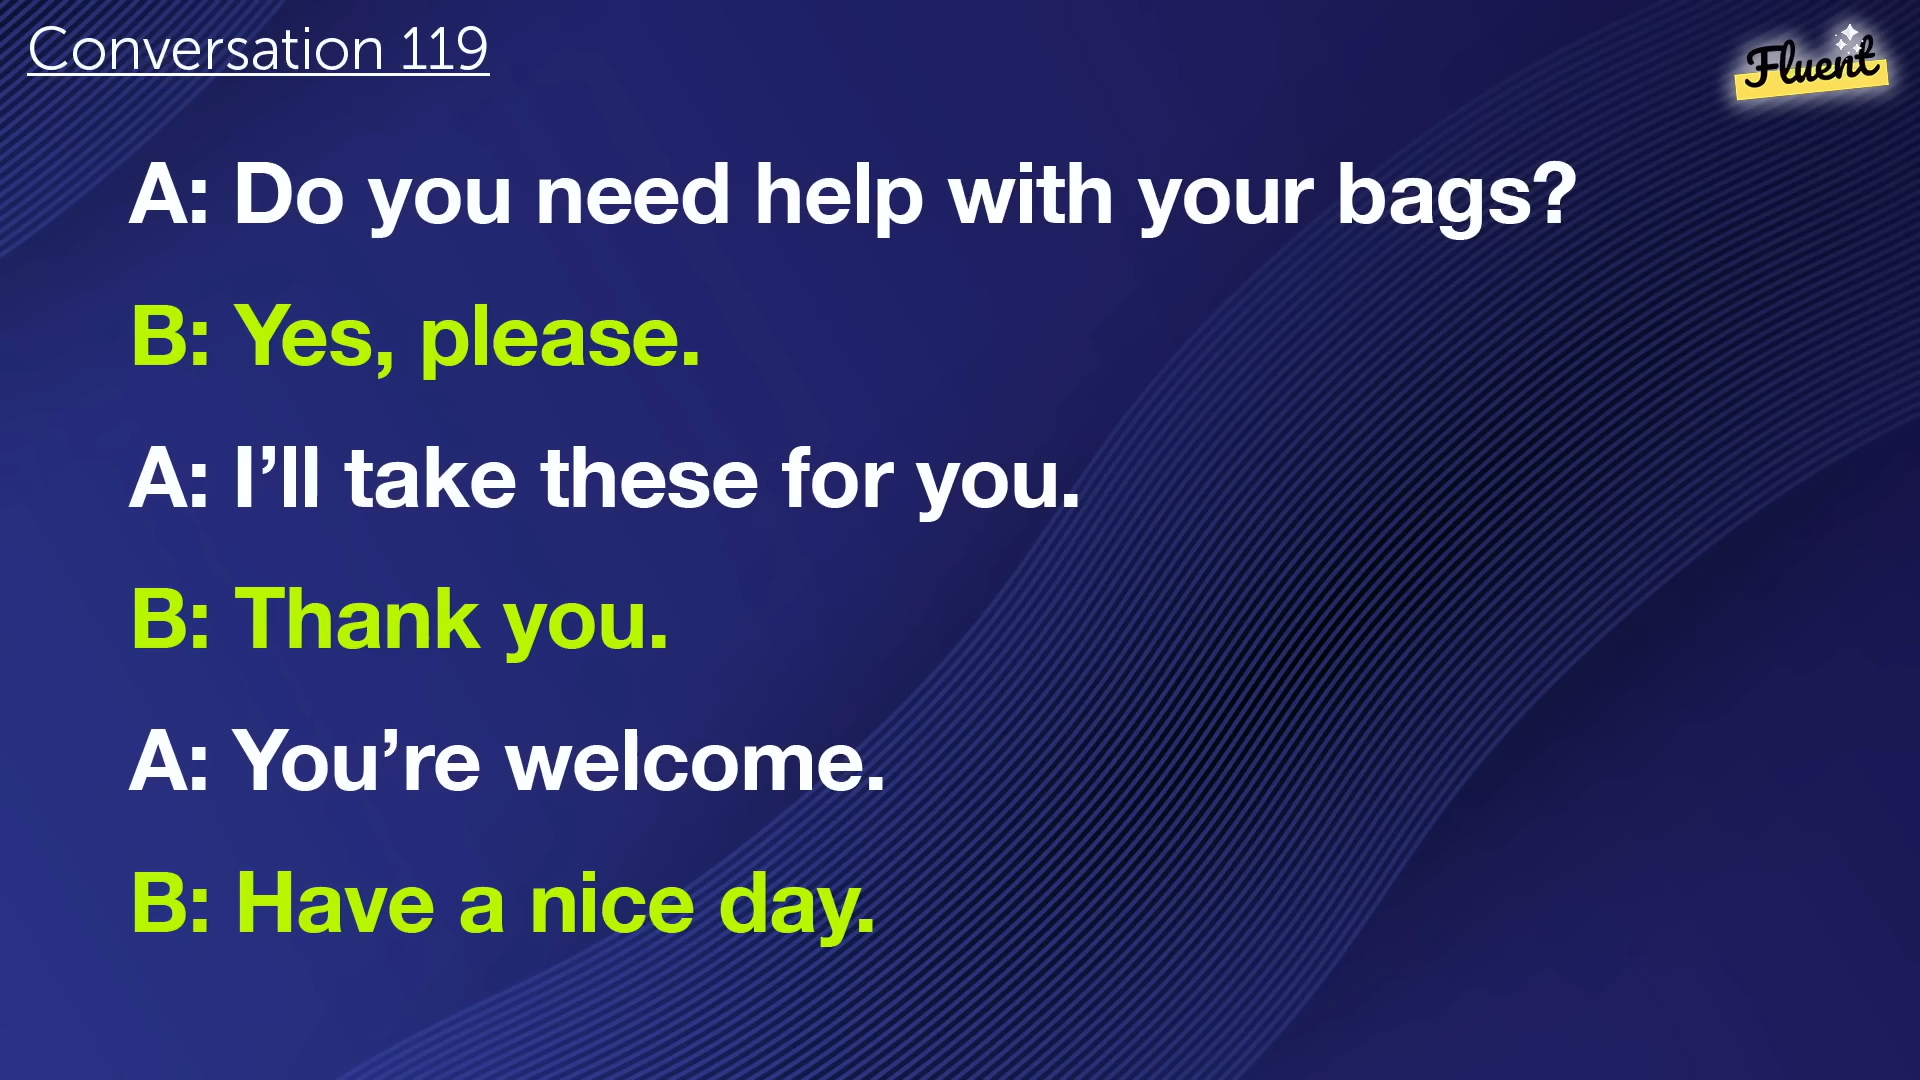 Conversation 119
Fluent
A: Do you need help with your bags?
B: Yes, please.
A: I’ll take these for you.
B: Thank you.
A: You’re welcome.
B: Have a nice day.